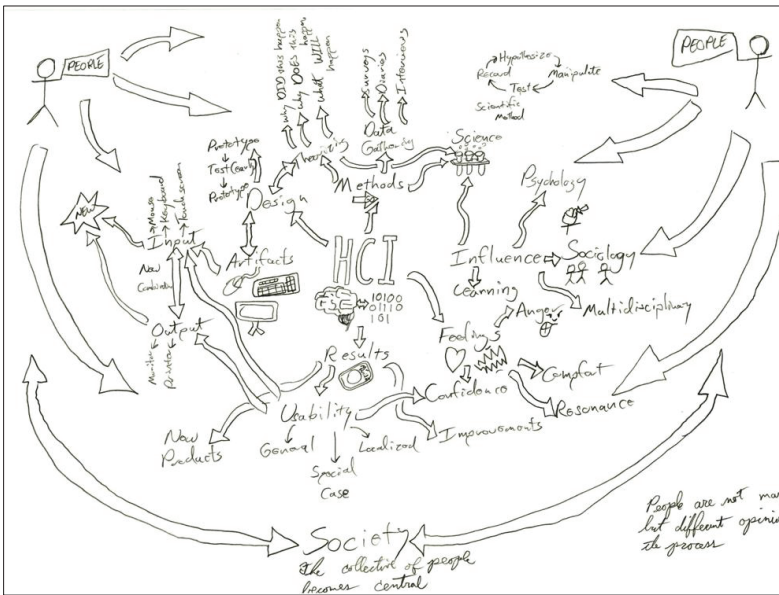 PEOPLE
PEOPLE
why DID this happen
why DOES this happen
what WILL happen
Surveys
Diaries
Interviews
Hypothesize
Record
Manipulate
Test
Scientific
Method
Prototype
Test
Prototype
Theorizing
Data
Gathering
Science
Design
Methods
Psychology
NEW
Mouse
Keyboard
Touchscreen
Input
New
Artifacts
HCI
Influence
Sociology
Learning
10100
01110
101
Anger
Multidisciplinary
Output
Monitor
Printer
Feelings
Results
Comfort
Confidence
Resonance
Usability
New
Products
General
Localized
Improvements
Special
Case
Society
The collective of people
becomes central
People are not
but different
the process